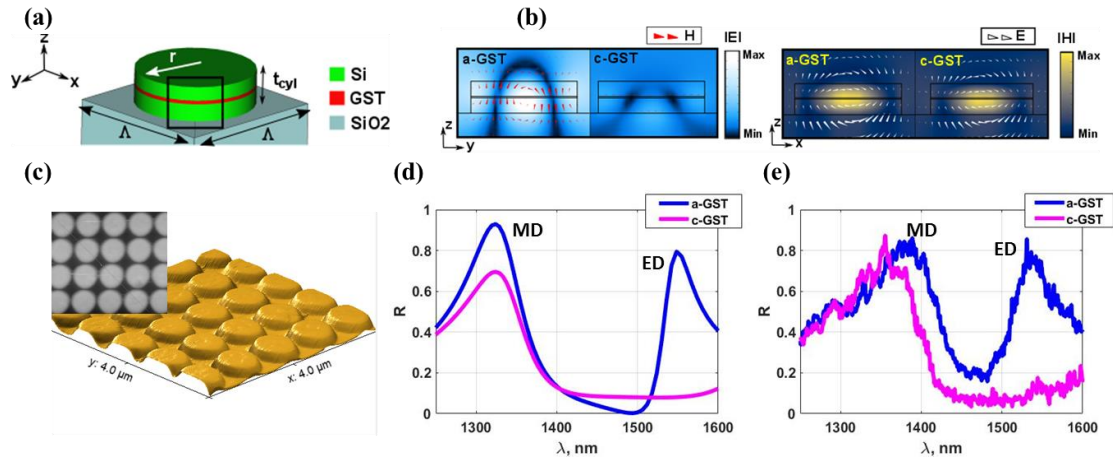 (a)
z
y
x
r
t_cyl
Λ
Λ
Si
GST
SiO2
(b)
H
|E|
a-GST
c-GST
Max
Min
z
y
E
|H|
a-GST
c-GST
Max
Min
z
x
(c)
y: 4.0 μm
x: 4.0 μm
(d)
a-GST
c-GST
MD
ED
R
1
0.8
0.6
0.4
0.2
0
1300 1400 1500 1600
λ, nm
(e)
a-GST
c-GST
MD
ED
R
1
0.8
0.6
0.4
0.2
0
1300 1400 1500 1600
λ, nm